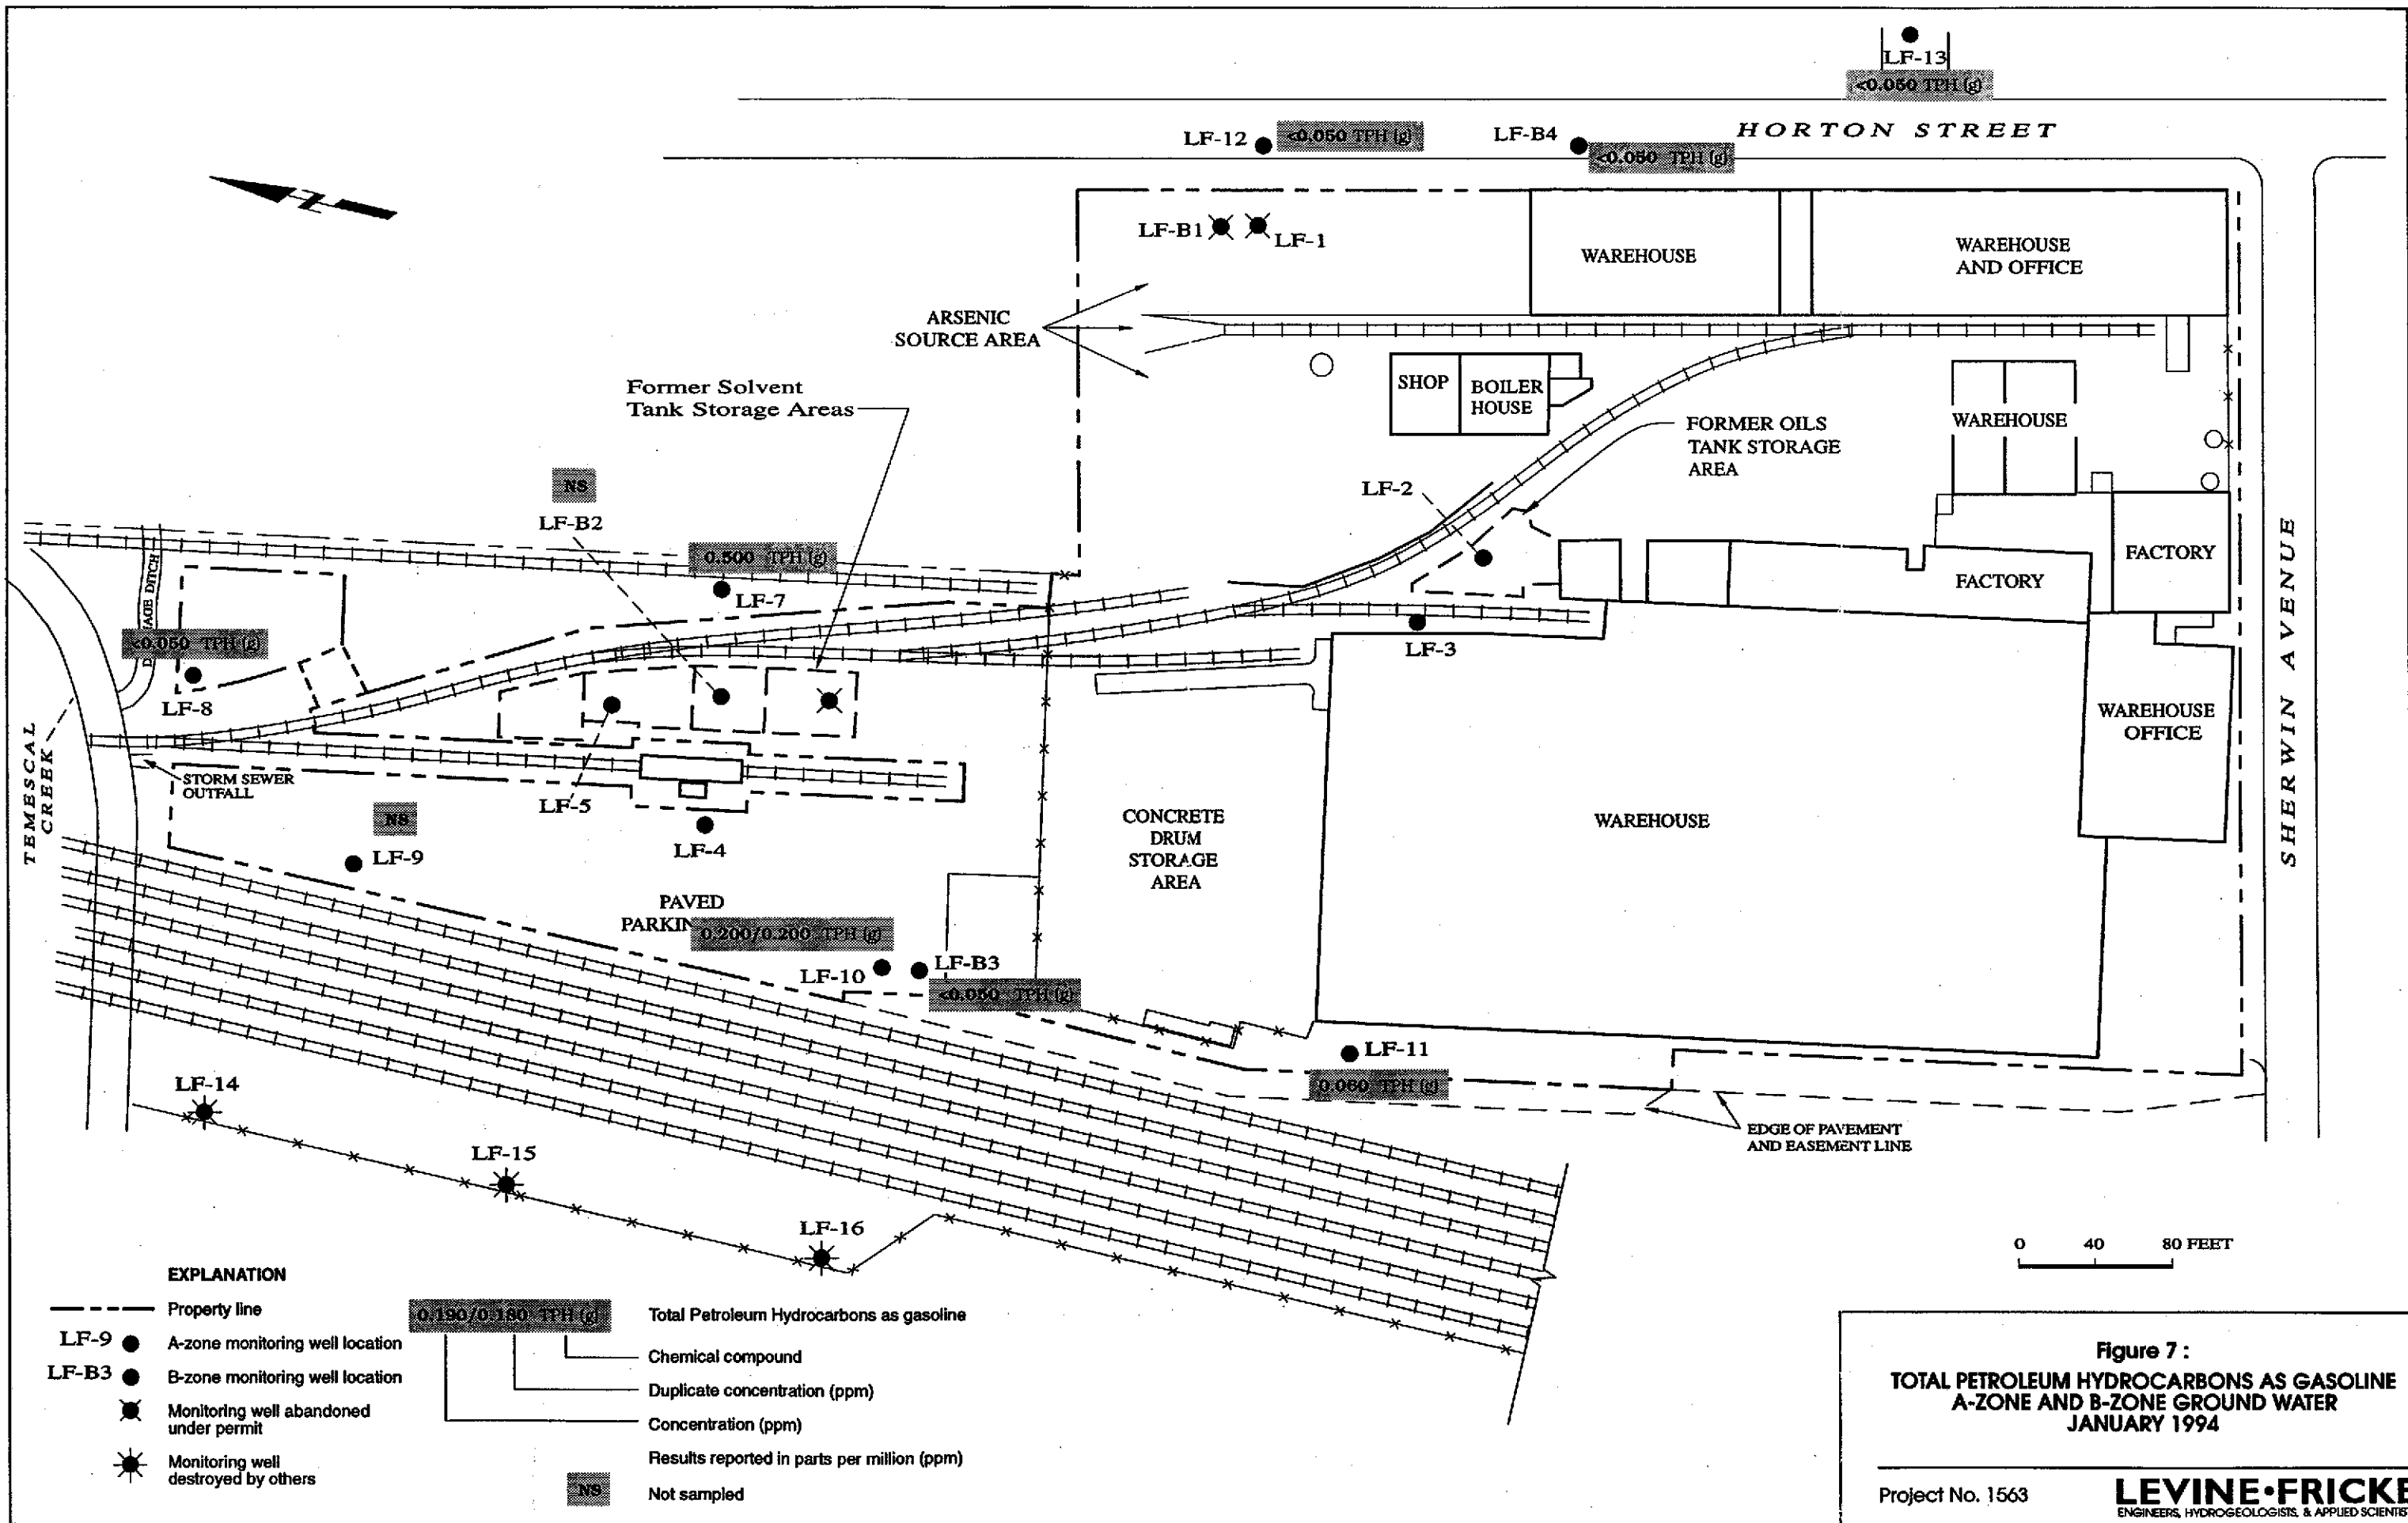 LF-13
<0.050 TPH (g)
HORTON STREET
LF-12
<0.050 TPH (g)
LF-B4
<0.050 TPH (g)
N
LF-B1
LF-1
WAREHOUSE
WAREHOUSE
AND OFFICE
ARSENIC
SOURCE AREA
Former Solvent
Tank Storage Areas
SHOP
BOILER
HOUSE
FORMER OILS
TANK STORAGE
AREA
WAREHOUSE
LF-2
NS
LF-B2
0.500 TPH (g)
LF-7
FACTORY
FACTORY
SHERWIN AVENUE
DRAINAGE DITCH
<0.050 TPH (g)
LF-8
LF-3
WAREHOUSE
OFFICE
TEMESCAL
CREEK
STORM SEWER
OUTFALL
LF-5
NS
LF-9
LF-4
CONCRETE
DRUM
STORAGE
AREA
WAREHOUSE
PAVED
PARKIN
0.200/0.200 TPH (g)
LF-10
LF-B3
<0.050 TPH (g)
LF-11
0.060 TPH (g)
EDGE OF PAVEMENT
AND EASEMENT LINE
LF-14
LF-15
LF-16
0 40 80 FEET
EXPLANATION
Property line
LF-9 A-zone monitoring well location
LF-B3 B-zone monitoring well location
Monitoring well abandoned
under permit
Monitoring well
destroyed by others
0.190/0.180 TPH (g) Total Petroleum Hydrocarbons as gasoline
Chemical compound
Duplicate concentration (ppm)
Concentration (ppm)
Results reported in parts per million (ppm)
NS Not sampled
Figure 7 :
TOTAL PETROLEUM HYDROCARBONS AS GASOLINE
A-ZONE AND B-ZONE GROUND WATER
JANUARY 1994
Project No. 1563
LEVINE•FRICKE
ENGINEERS, HYDROGEOLOGISTS, & APPLIED SCIENTIST